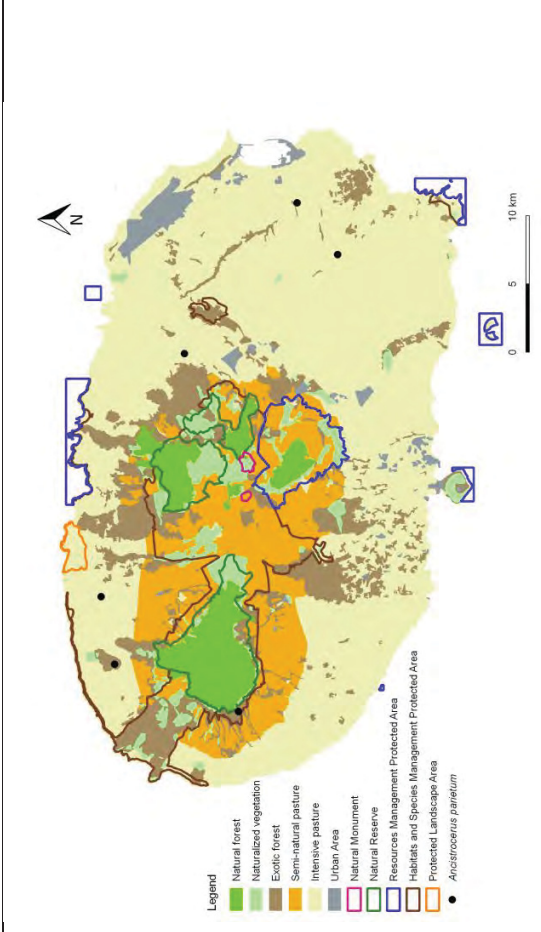 N
Legend
Natural forest
Naturalized vegetation
Exotic forest
Semi-natural pasture
Intensive pasture
Urban Area
Natural Monument
Natural Reserve
Resources Management Protected Area
Habitats and Species Management Protected Area
Protected Landscape Area
Ancistrocerus parietum
0 5 10 km